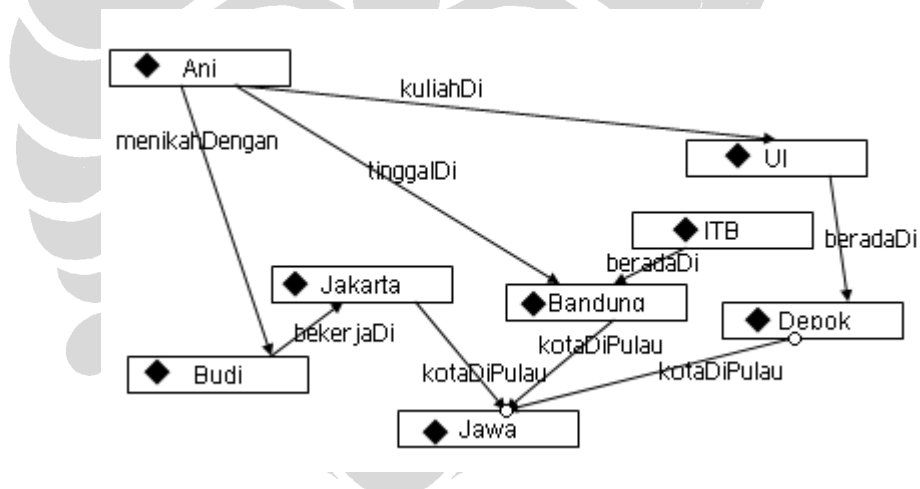 Ani
kuliahDi
menikahDengan
UI
tinggalDi
ITB
beradaDi
beradaDi
Jakarta
Bandung
Depok
bekerjaDi
kotaDiPulau
Budi
kotaDiPulau
kotaDiPulau
Jawa